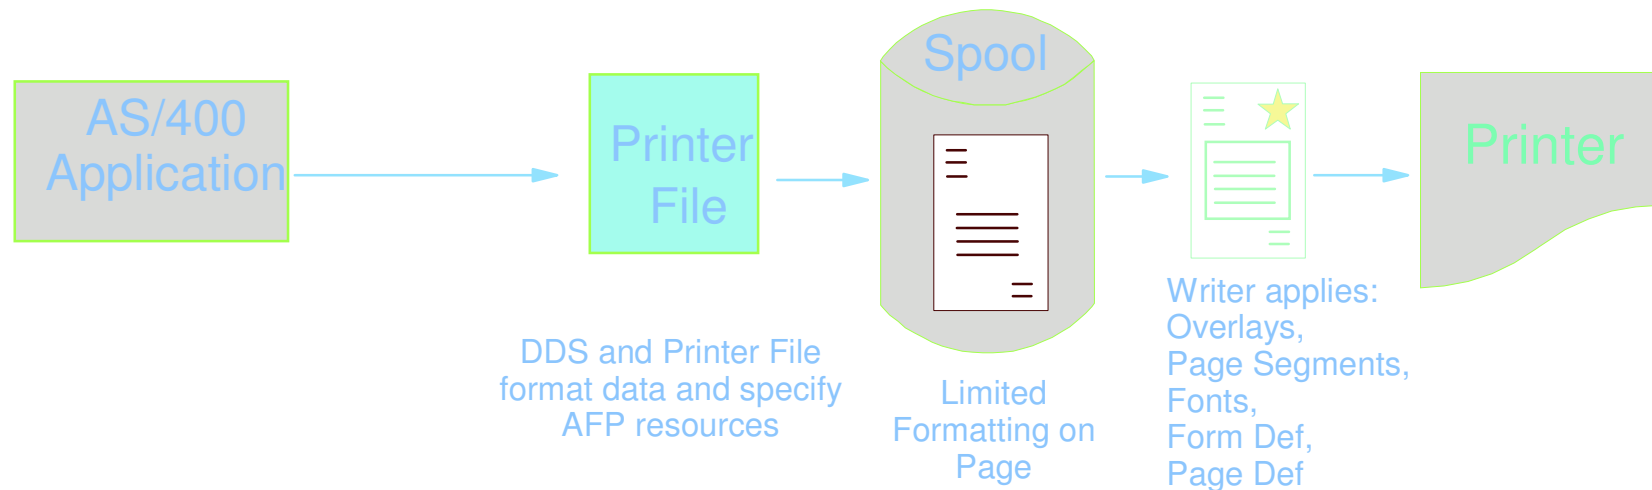 AS/400
Application
Printer
File
Spool
Printer
DDS and Printer File
format data and specify
AFP resources
Limited
Formatting on
Page
Writer applies:
Overlays,
Page Segments,
Fonts,
Form Def,
Page Def